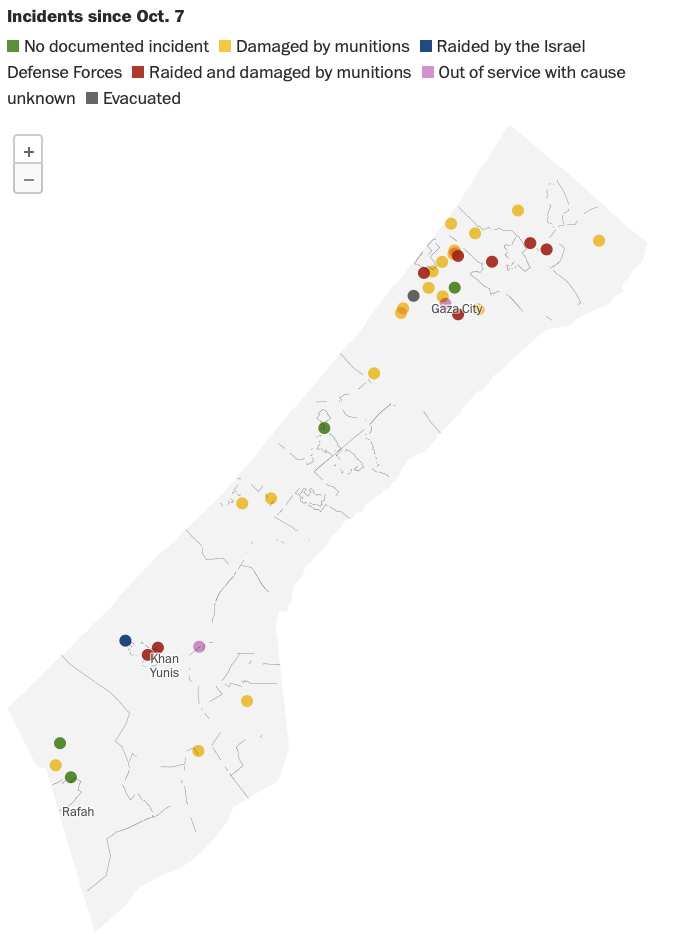 Incidents since Oct. 7
No documented incident Damaged by munitions Raided by the Israel
Defense Forces Raided and damaged by munitions Out of service with cause
unknown Evacuated
+
−
Gaza City
Khan
Yunis
Rafah